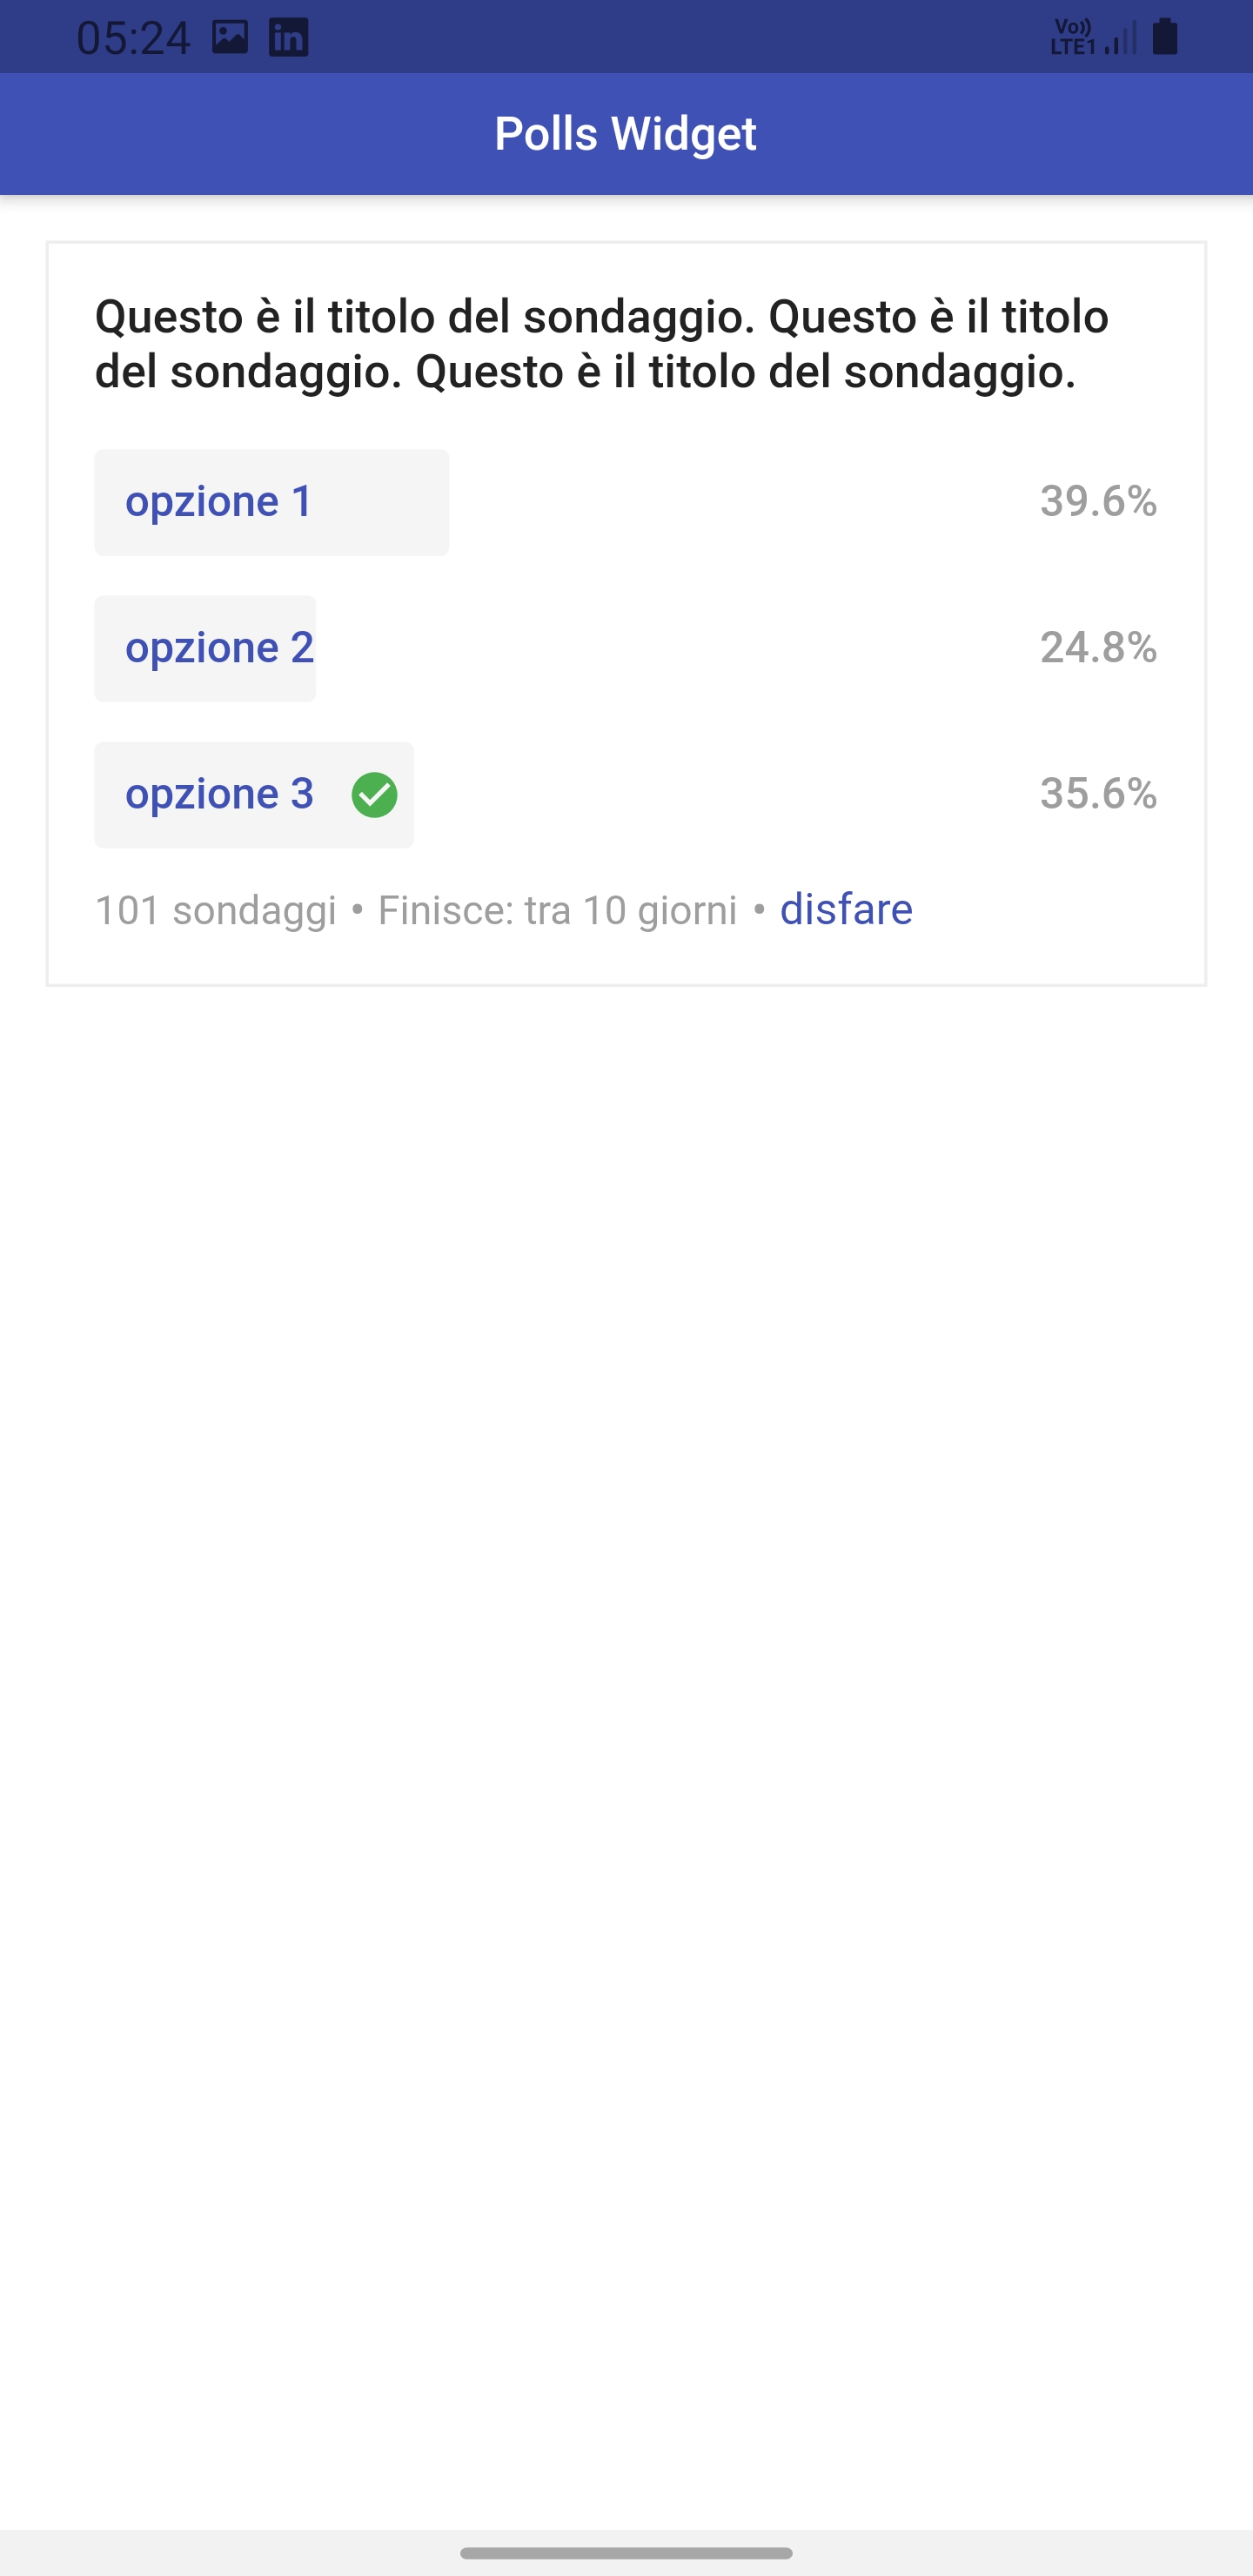 05:24
Vo)) LTE1
Polls Widget
Questo è il titolo del sondaggio. Questo è il titolo
del sondaggio. Questo è il titolo del sondaggio.
opzione 1 39.6%
opzione 2 24.8%
opzione 3 35.6%
101 sondaggi • Finisce: tra 10 giorni • disfare